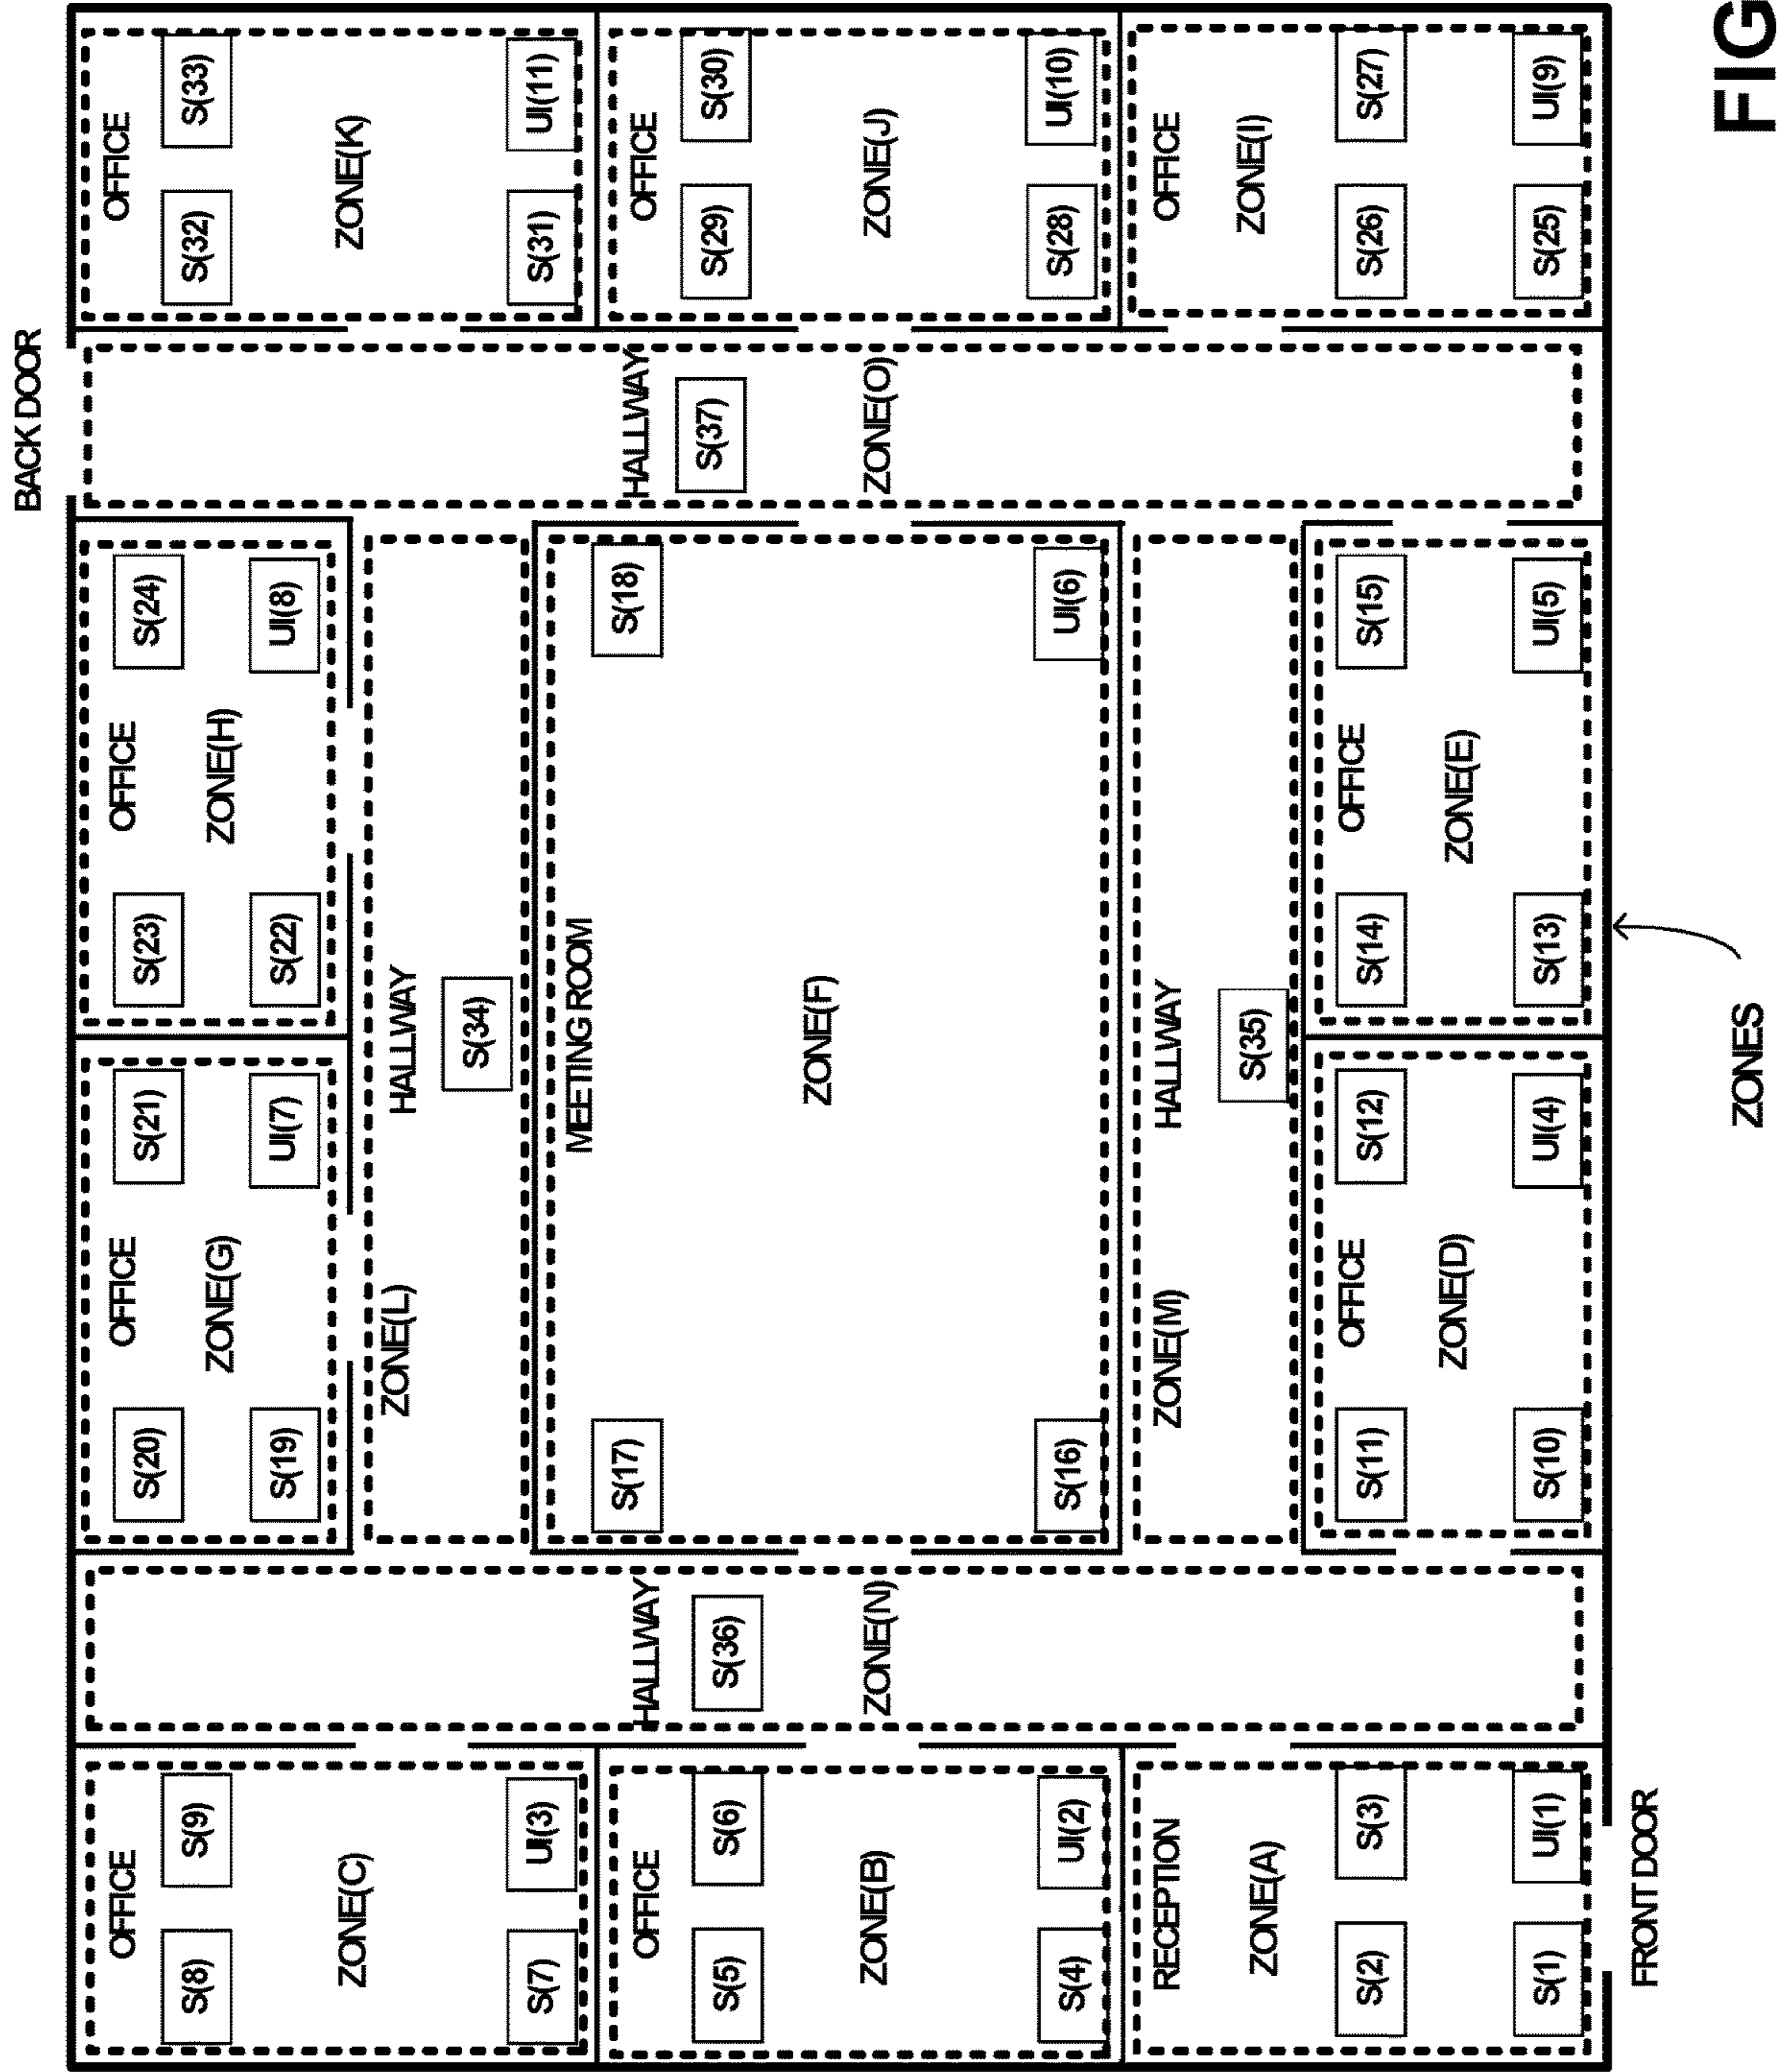 BACK DOOR
OFFICE
S(8)
S(9)
ZONE(C)
S(7)
UI(3)
OFFICE
S(5)
S(6)
ZONE(B)
S(4)
UI(2)
RECEPTION
ZONE(A)
S(2)
S(3)
S(1)
UI(1)
FRONT DOOR
HALLWAY
S(36)
ZONE(N)
OFFICE
S(20)
S(21)
ZONE(G)
S(19)
UI(7)
OFFICE
S(23)
S(24)
ZONE(H)
S(22)
UI(8)
ZONE(L)
HALLWAY
S(34)
MEETING ROOM
S(17)
S(18)
ZONE(F)
S(16)
UI(6)
ZONE(M)
HALLWAY
S(35)
OFFICE
S(11)
S(12)
ZONE(D)
S(10)
UI(4)
OFFICE
S(14)
S(15)
ZONE(E)
S(13)
UI(5)
HALLWAY
S(37)
ZONE(O)
OFFICE
S(32)
S(33)
ZONE(K)
S(31)
UI(11)
OFFICE
S(29)
S(30)
ZONE(J)
S(28)
UI(10)
OFFICE
ZONE(I)
S(26)
S(27)
S(25)
UI(9)
ZONES
FIG